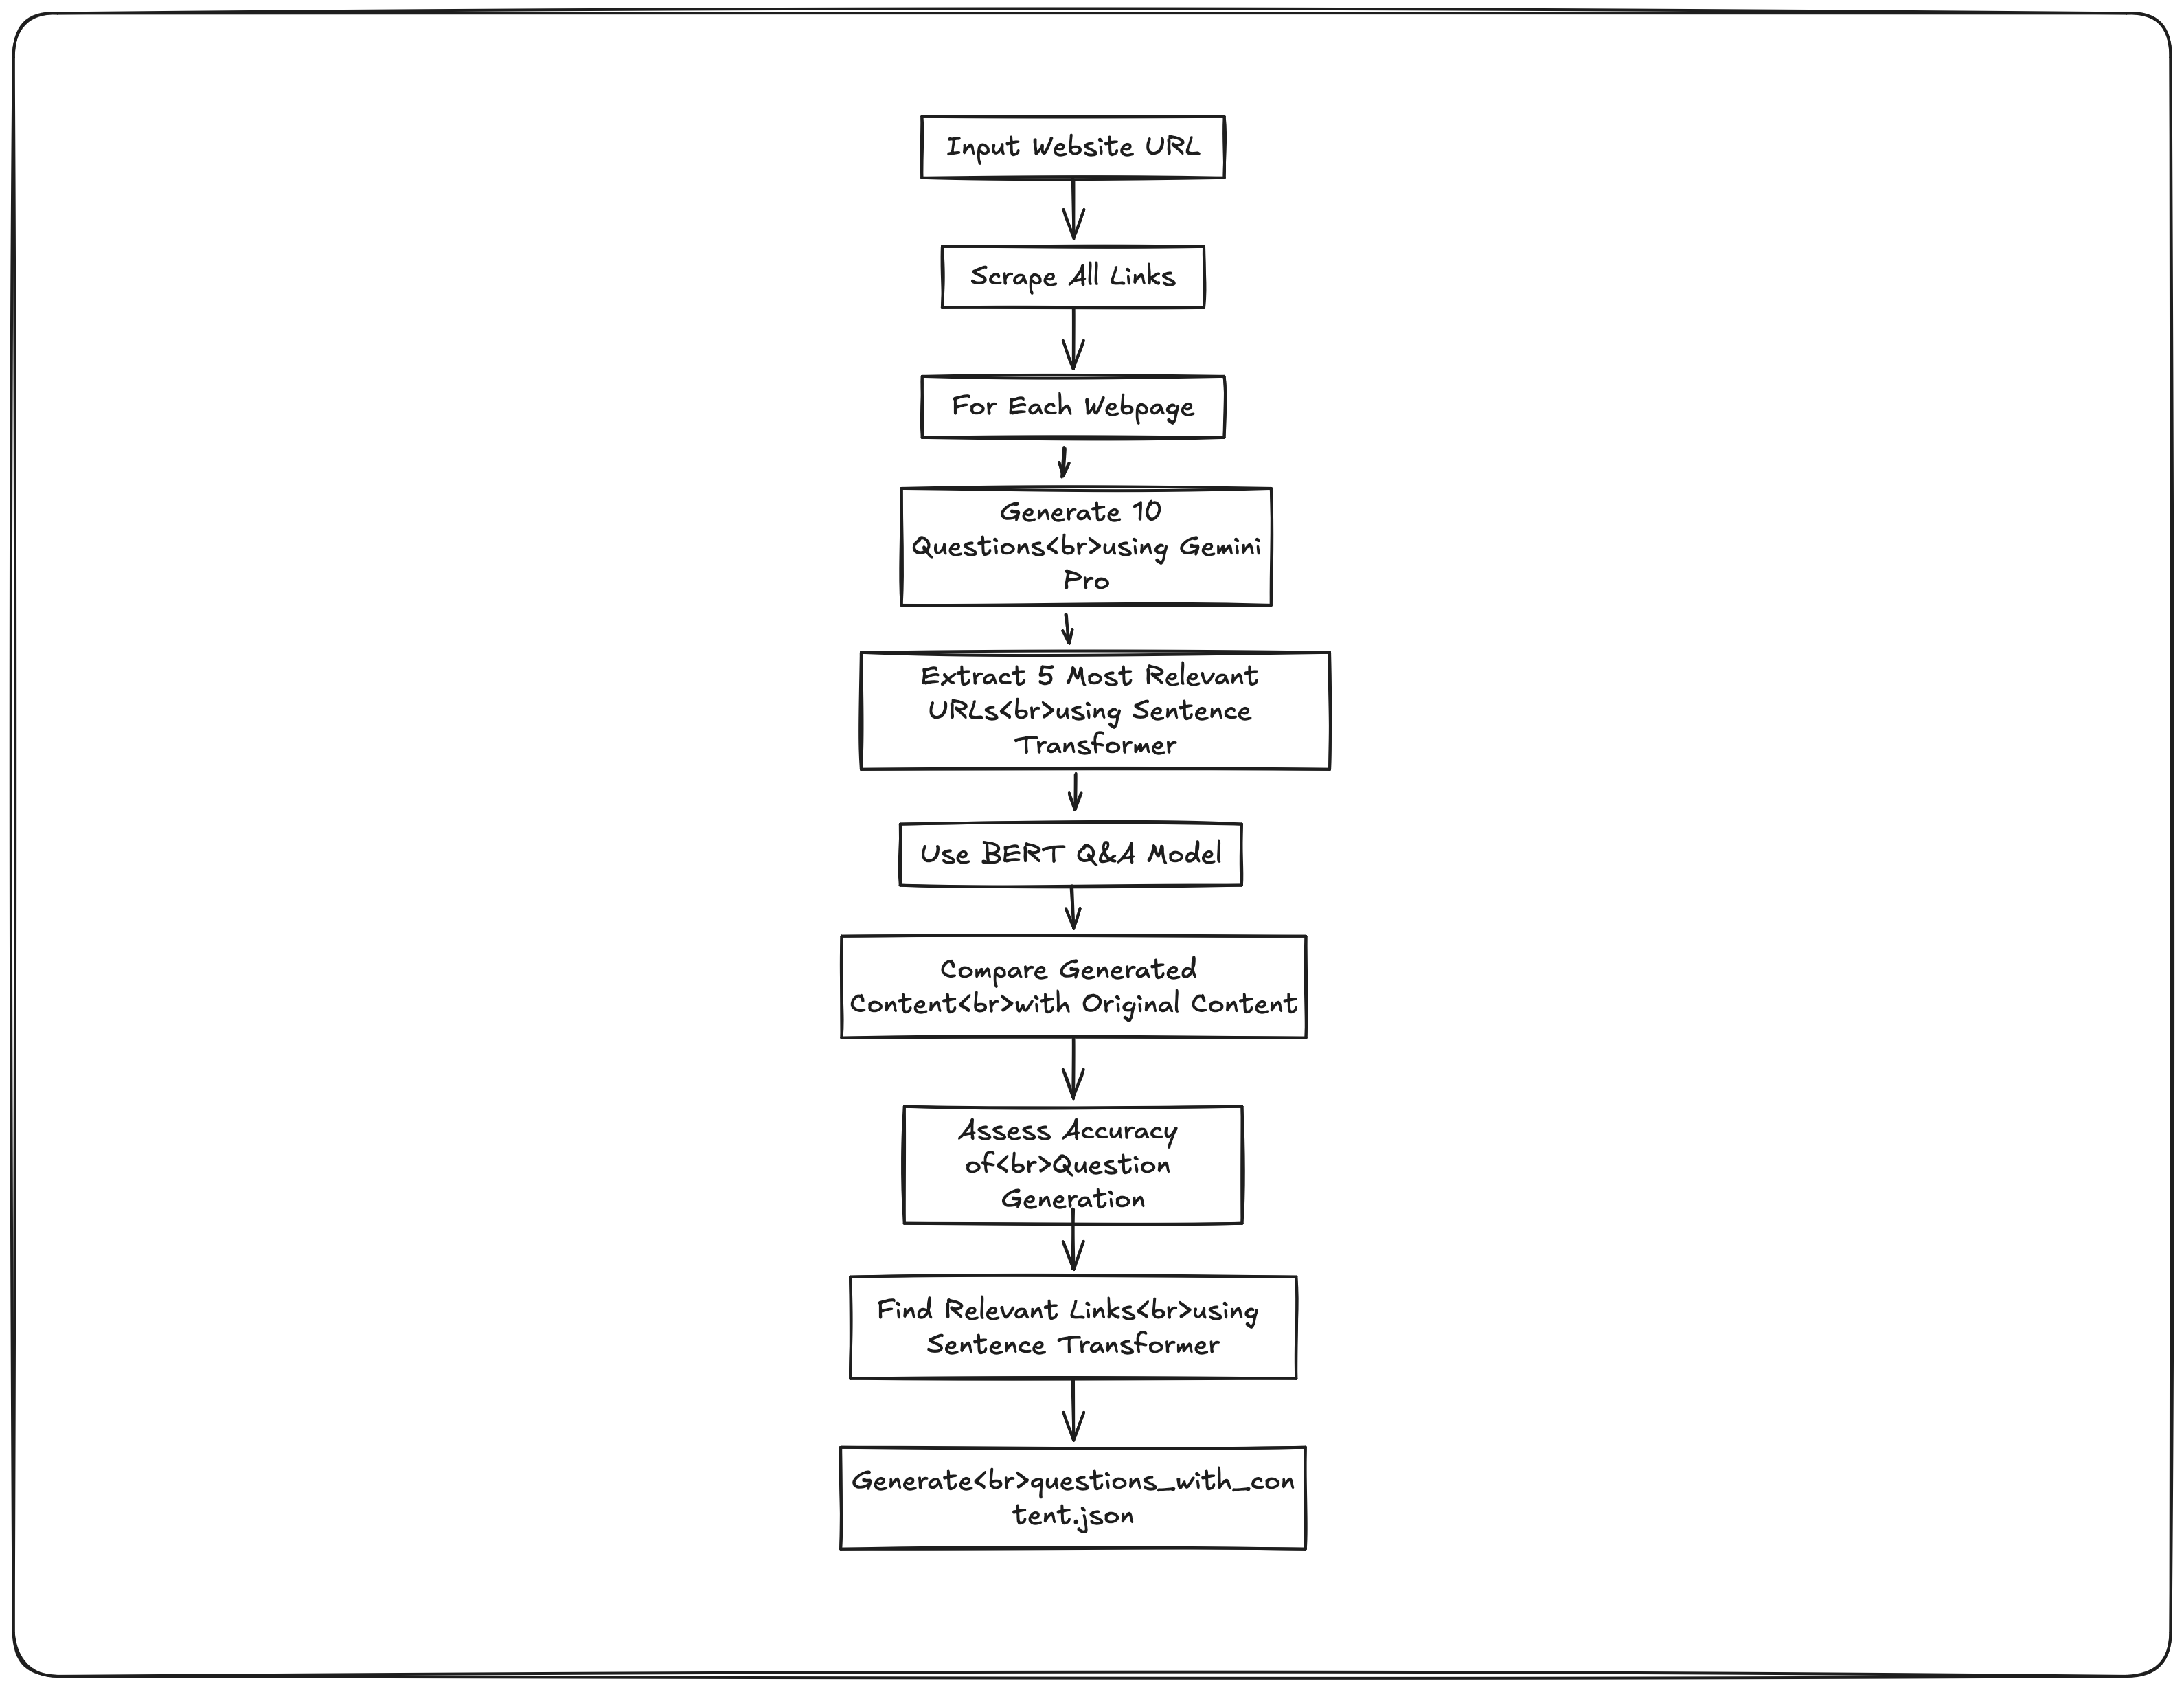 Input Website URL
Scrape All Links
For Each Webpage
Generate 10
Questions<br>using Gemini
Pro
Extract 5 Most Relevant
URLs<br>using Sentence
Transformer
Use BERT Q&A Model
Compare Generated
Content<br>with Original Content
Assess Accuracy
of<br>Question
Generation
Find Relevant Links<br>using
Sentence Transformer
Generate<br>questions_with_con
tent.json